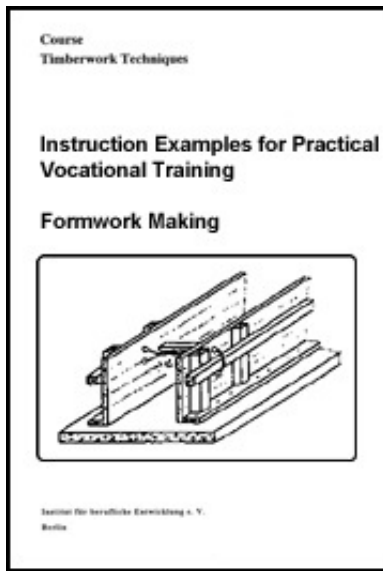 Course
Timberwork Techniques
Instruction Examples for Practical
Vocational Training
Formwork Making
Institut für berufliche Entwicklung e. V.
Berlin